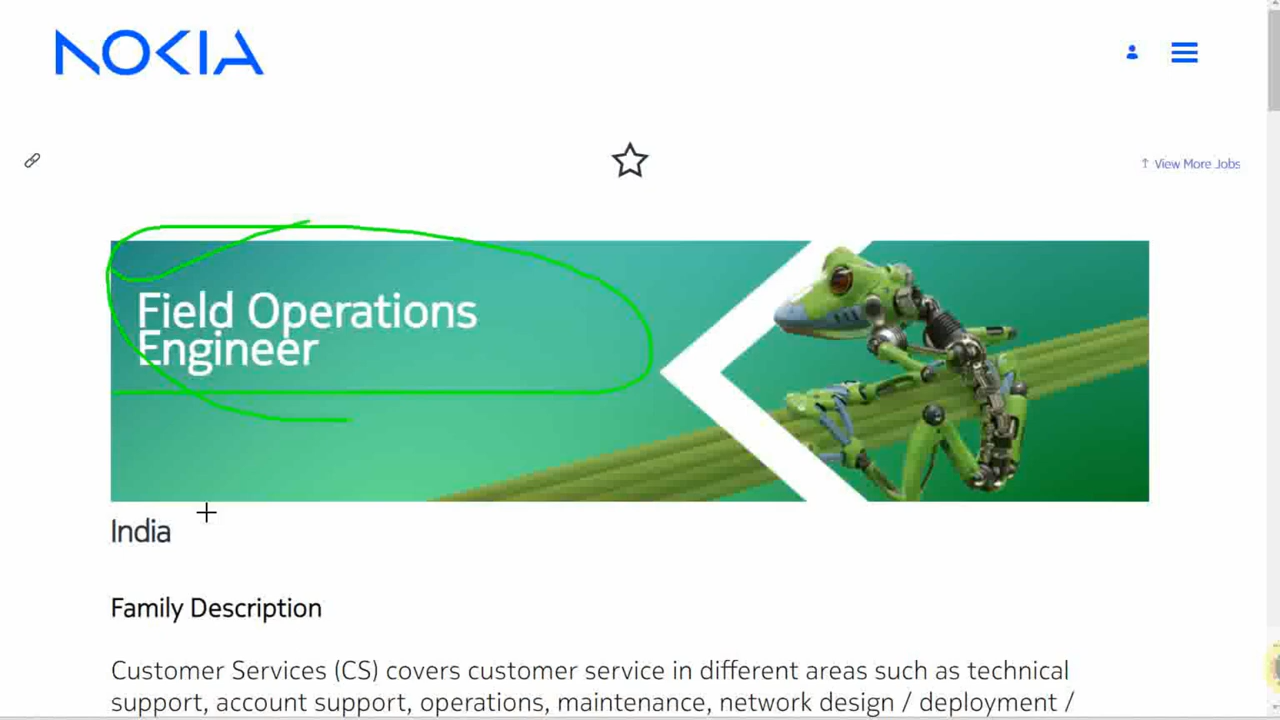 NOKIA
↑ View More Jobs
Field Operations
Engineer
India
Family Description
Customer Services (CS) covers customer service in different areas such as technical
support, account support, operations, maintenance, network design / deployment /